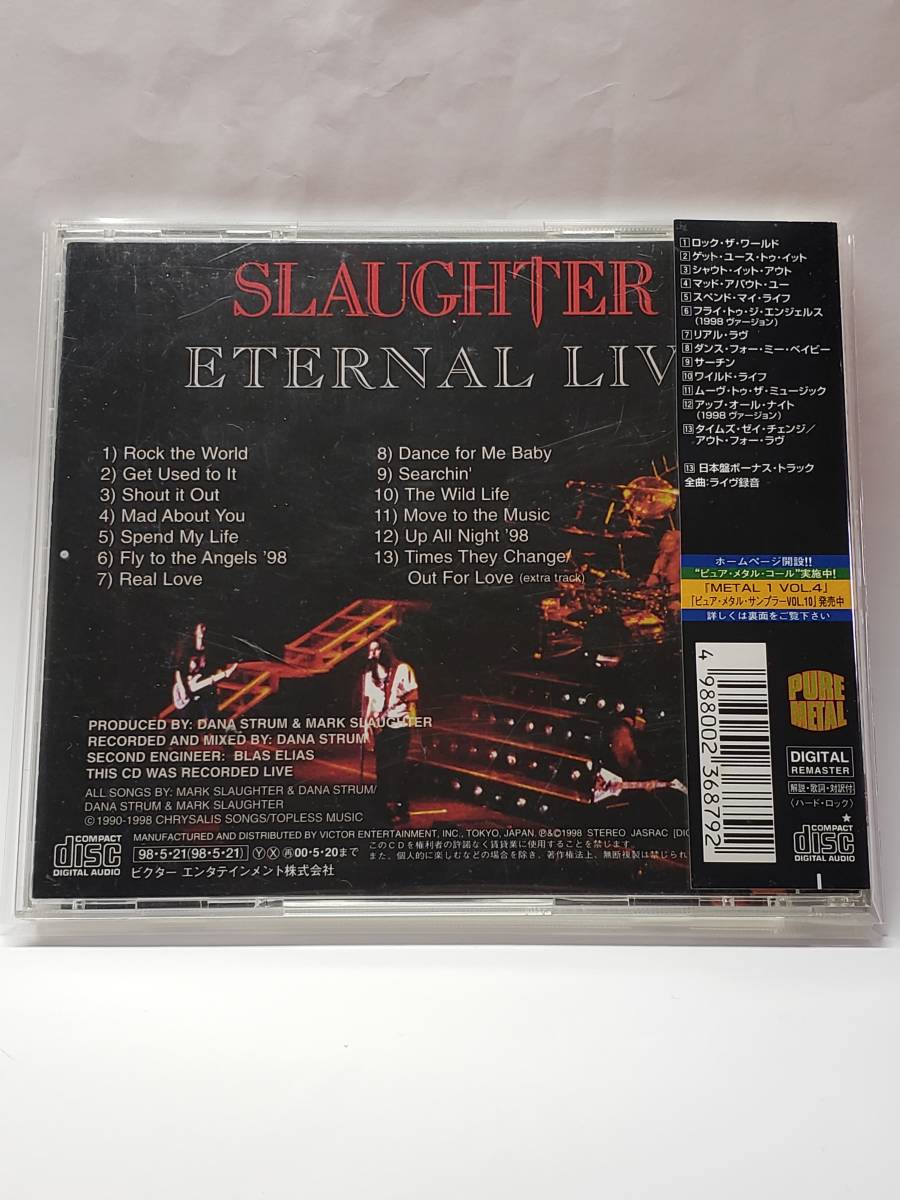 SLAUGHTER
ETERNAL LIV
1) Rock the World
2) Get Used to It
3) Shout it Out
4) Mad About You
5) Spend My Life
6) Fly to the Angels '98
7) Real Love
8) Dance for Me Baby
9) Searchin'
10) The Wild Life
11) Move to the Music
12) Up All Night '98
13) Times They Change/
Out For Love (extra track)
PRODUCED BY: DANA STRUM & MARK SLAUGHTER
RECORDED AND MIXED BY: DANA STRUM
SECOND ENGINEER: BLAS ELIAS
THIS CD WAS RECORDED LIVE
ALL SONGS BY: MARK SLAUGHTER & DANA STRUM/
DANA STRUM & MARK SLAUGHTER
© 1990-1998 CHRYSALIS SONGS/TOPLESS MUSIC
COMPACT
disc
DIGITAL AUDIO
MANUFACTURED AND DISTRIBUTED BY VICTOR ENTERTAINMENT, INC., TOKYO, JAPAN. ℗&©1998 STEREO JASRAC [DIG
98・5・21(98・5・21) Ⓨ Ⓧ ㊢00・5・20まで
このCDを権利者の許諾なく賃貸業に使用することを禁じます。
また、個人的に楽しむなどの場合を除き、著作権法上、無断複製は禁じられ
ビクター エンタテインメント株式会社
1 ロック・ザ・ワールド
2 ゲット・ユース・トゥ・イット
3 シャウト・イット・アウト
4 マッド・アバウト・ユー
5 スペンド・マイ・ライフ
6 フライ・トゥ・ジ・エンジェルス
(1998 ヴァージョン)
7 リアル・ラヴ
8 ダンス・フォー・ミー・ベイビー
9 サーチン
10 ワイルド・ライフ
11 ムーヴ・トゥ・ザ・ミュージック
12 アップ・オール・ナイト
(1998 ヴァージョン)
13 タイムズ・ゼイ・チェンジ/
アウト・フォー・ラヴ
13 日本盤ボーナス・トラック
全曲:ライヴ録音
ホームページ開設!!
"ピュア・メタル・コール"実施中!
『METAL 1 VOL.4』
『ピュア・メタル・サンプラーVOL.10』発売中
詳しくは裏面をご覧下さい
4 988002 368792
PURE
METAL
DIGITAL
REMASTER
解説・歌詞・対訳付
〈ハード・ロック〉
★
COMPACT
disc
DIGITAL AUDIO
I